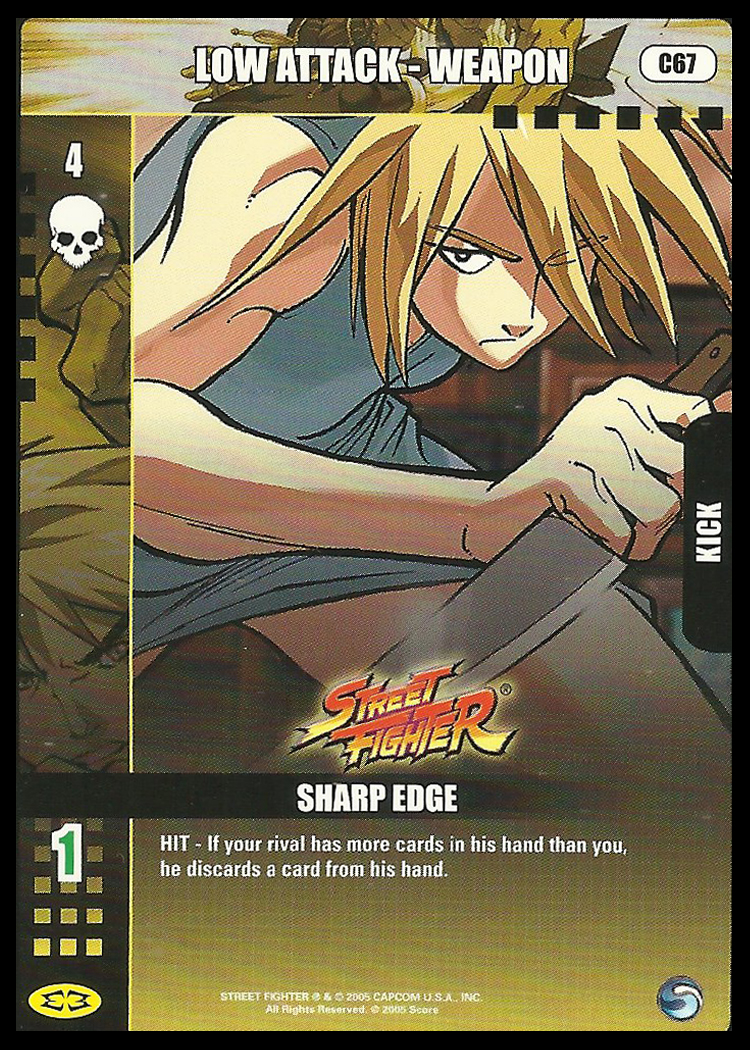 LOW ATTACK - WEAPON
C67
4
KICK
STREET
FIGHTER®
SHARP EDGE
1
HIT - If your rival has more cards in his hand than you,
he discards a card from his hand.
STREET FIGHTER ® & © 2005 CAPCOM U.S.A., INC.
All Rights Reserved. © 2005 Score